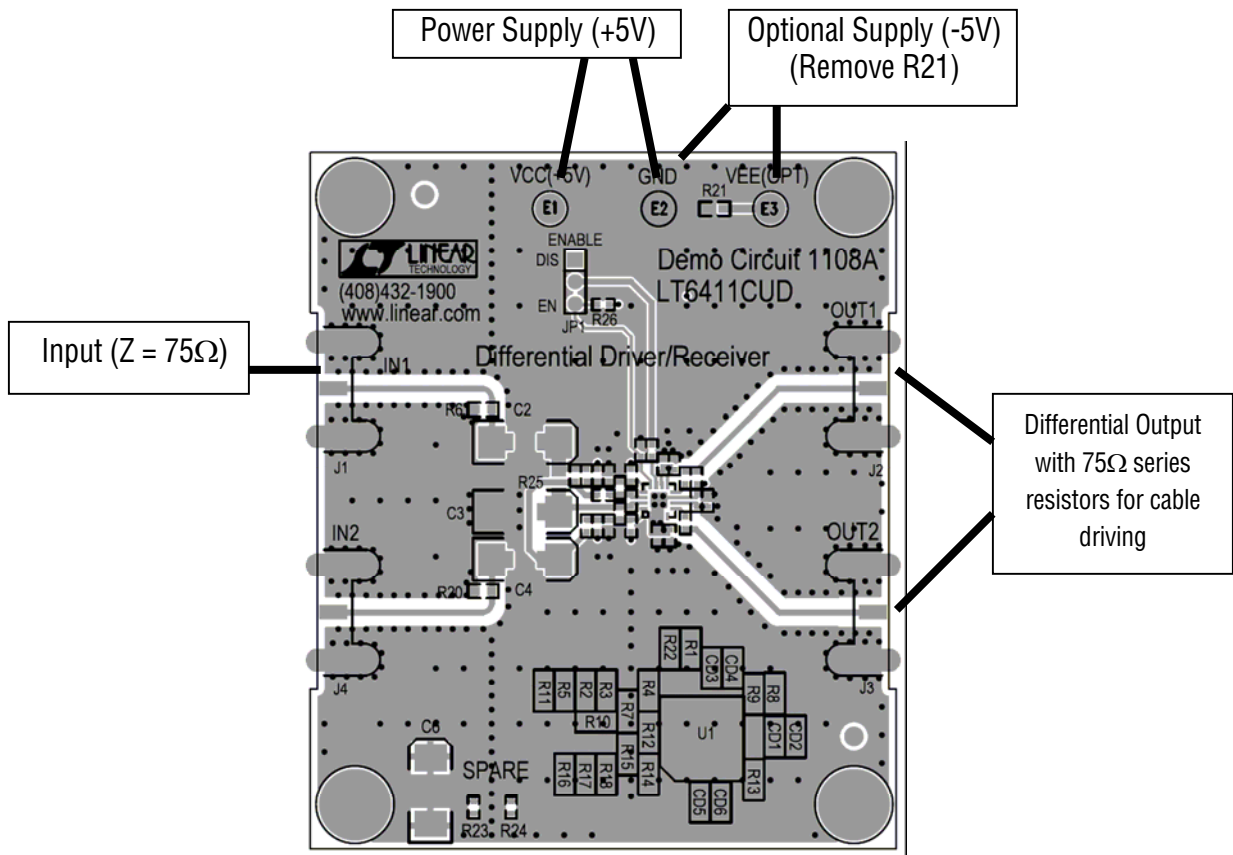 Power Supply (+5V)
Optional Supply (-5V)
(Remove R21)
VCC(+5V)
GND
VEE(OPT)
R21
E1
E2
E3
ENABLE
DIS
EN
JP1
R26
LINEAR
TECHNOLOGY
(408)432-1900
www.linear.com
Demo Circuit 1108A
LT6411CUD
Differential Driver/Receiver
Input (Z = 75Ω)
IN1
R6
C2
J1
R25
C3
IN2
R20
C4
J4
OUT1
J2
OUT2
J3
Differential Output
with 75Ω series
resistors for cable
driving
R22
R1
CD3
CD4
R11
R5
R2
R3
R4
R9
R8
R10
R7
R12
U1
CD1
CD2
R15
R16
R17
R18
R14
R13
CD5
CD6
C6
SPARE
R23
R24